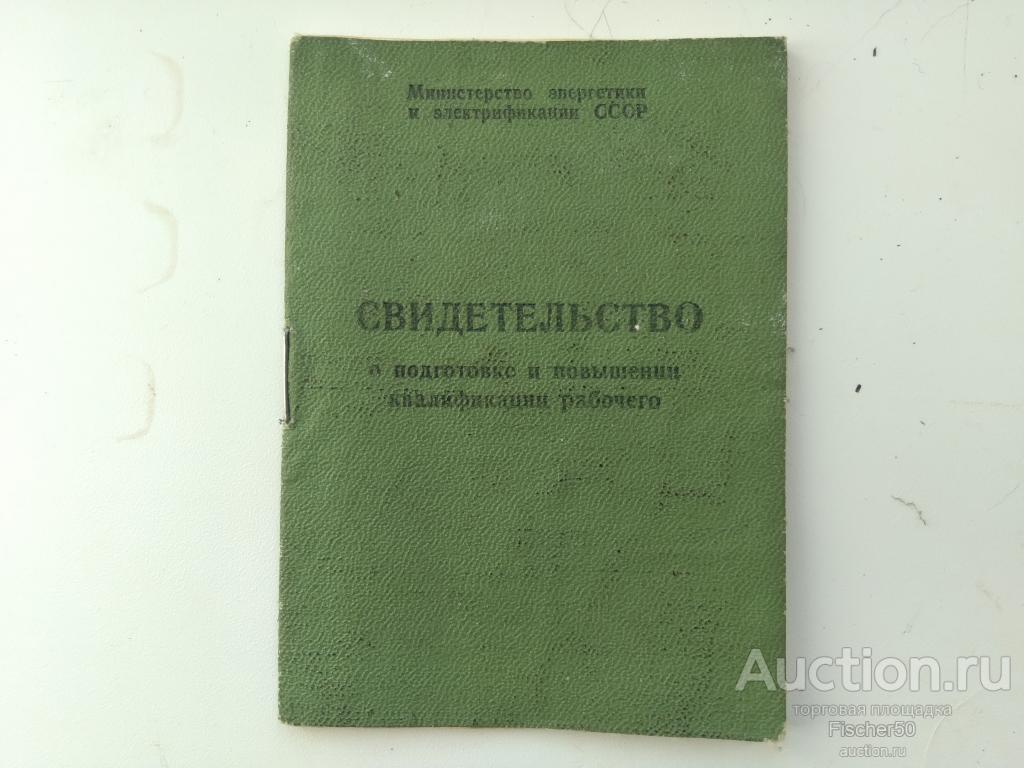 Министерство энергетики
и электрификации СССР
СВИДЕТЕЛЬСТВО
о подготовке и повышении
квалификации рабочего
Auction.ru
торговая площадка
Fischer50
auction.ru